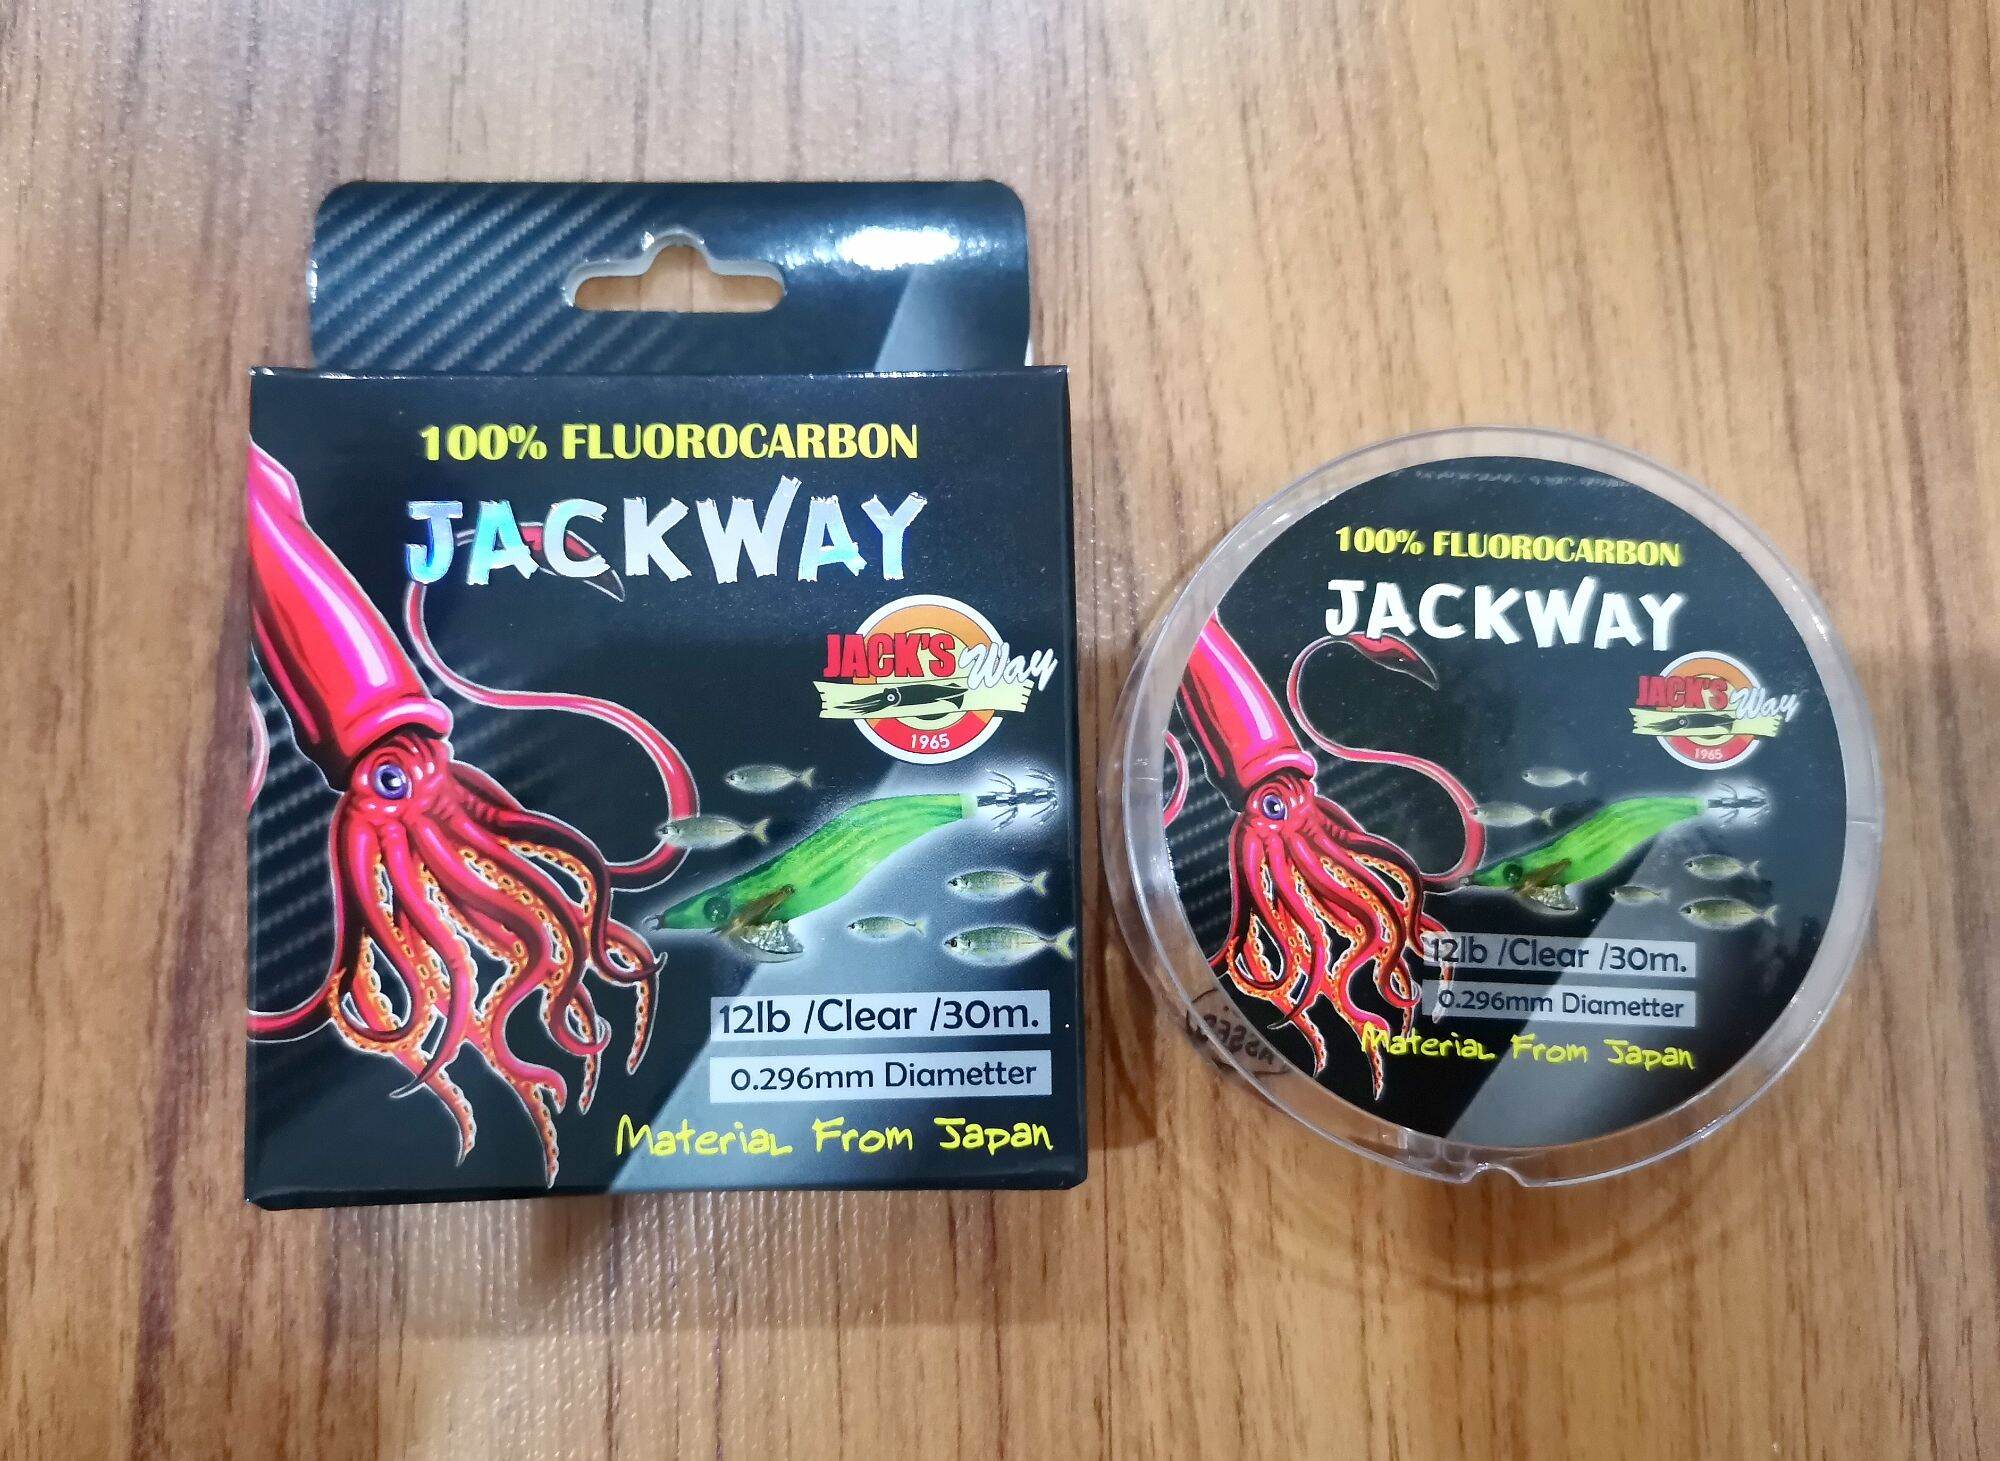 100% FLUOROCARBON
JACKWAY
JACK'S Way
1965
12lb /Clear /30m.
0.296mm Diametter
Material From Japan
100% FLUOROCARBON
JACKWAY
JACK'S Way
1965
12lb /Clear /30m.
0.296mm Diametter
Material From Japan